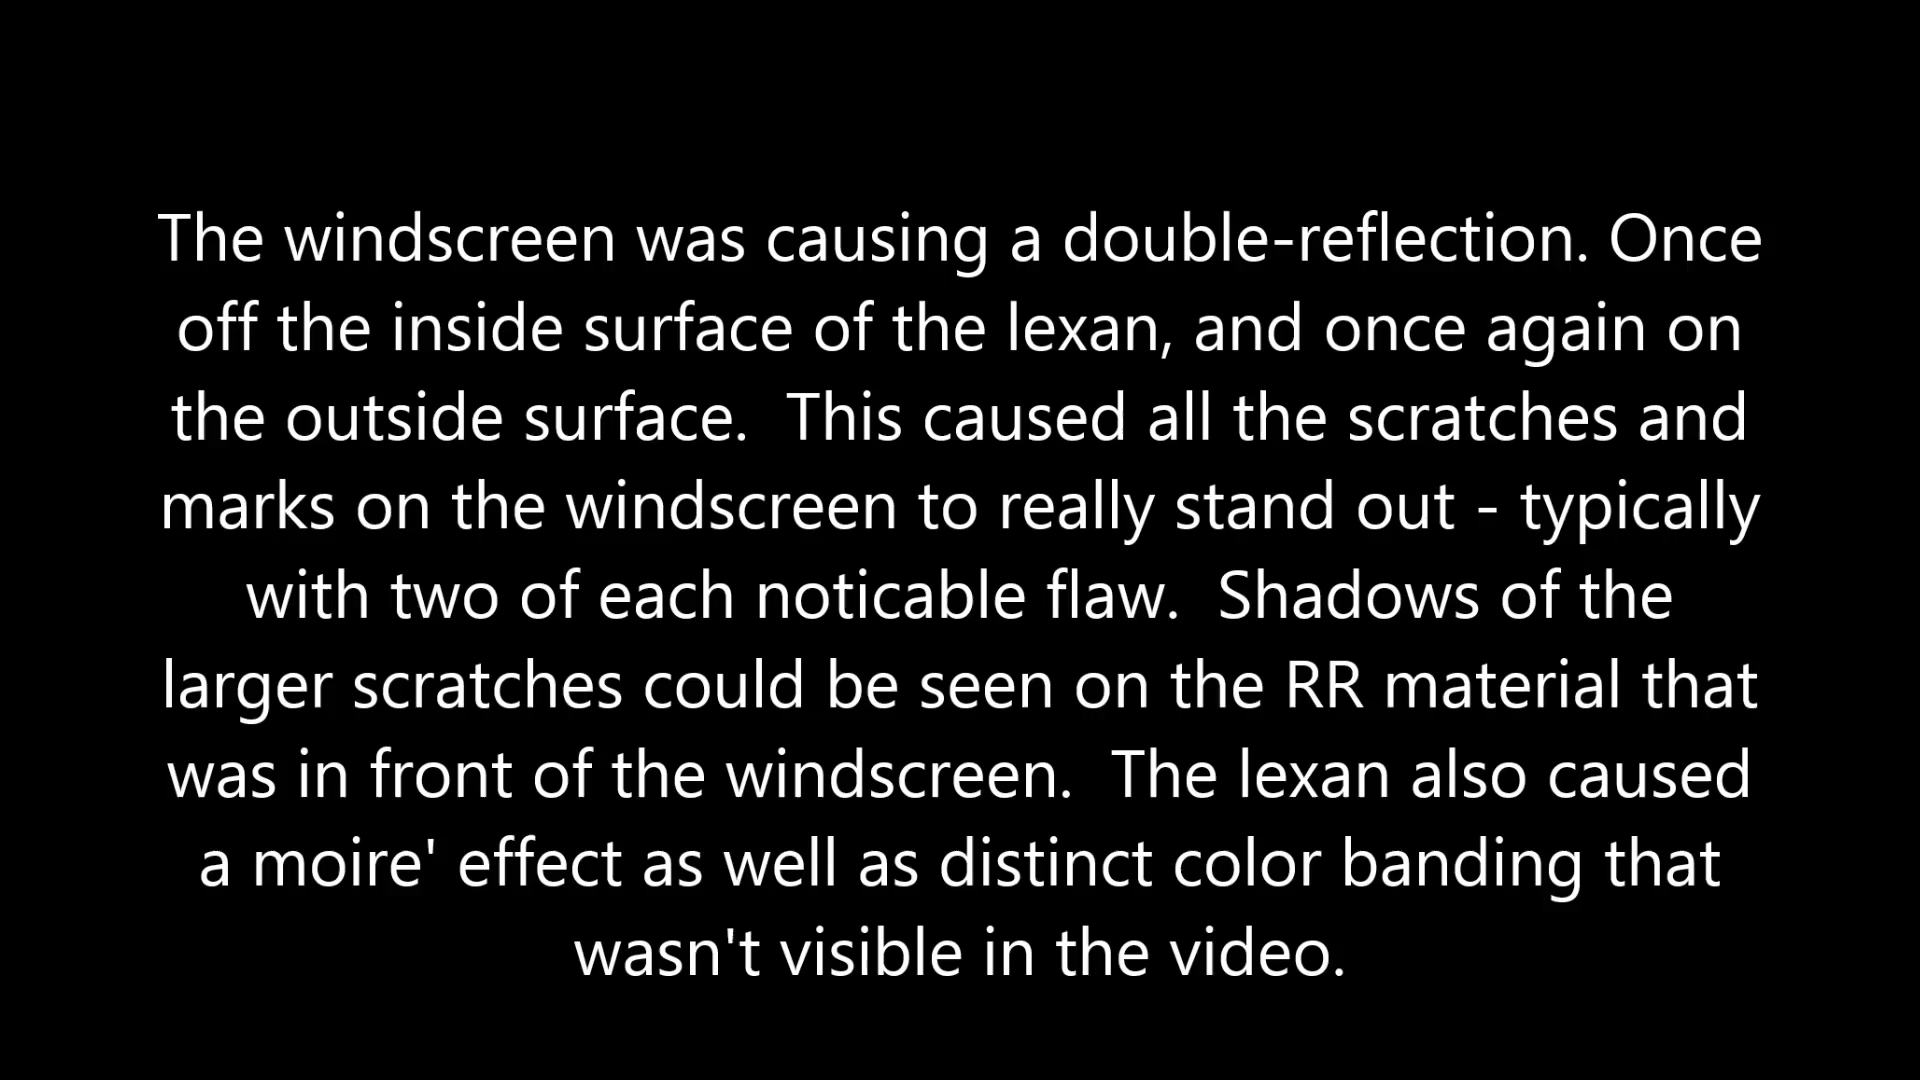 The windscreen was causing a double-reflection. Once
off the inside surface of the lexan, and once again on
the outside surface.  This caused all the scratches and
marks on the windscreen to really stand out - typically
with two of each noticable flaw.  Shadows of the
larger scratches could be seen on the RR material that
was in front of the windscreen.  The lexan also caused
a moire' effect as well as distinct color banding that
wasn't visible in the video.